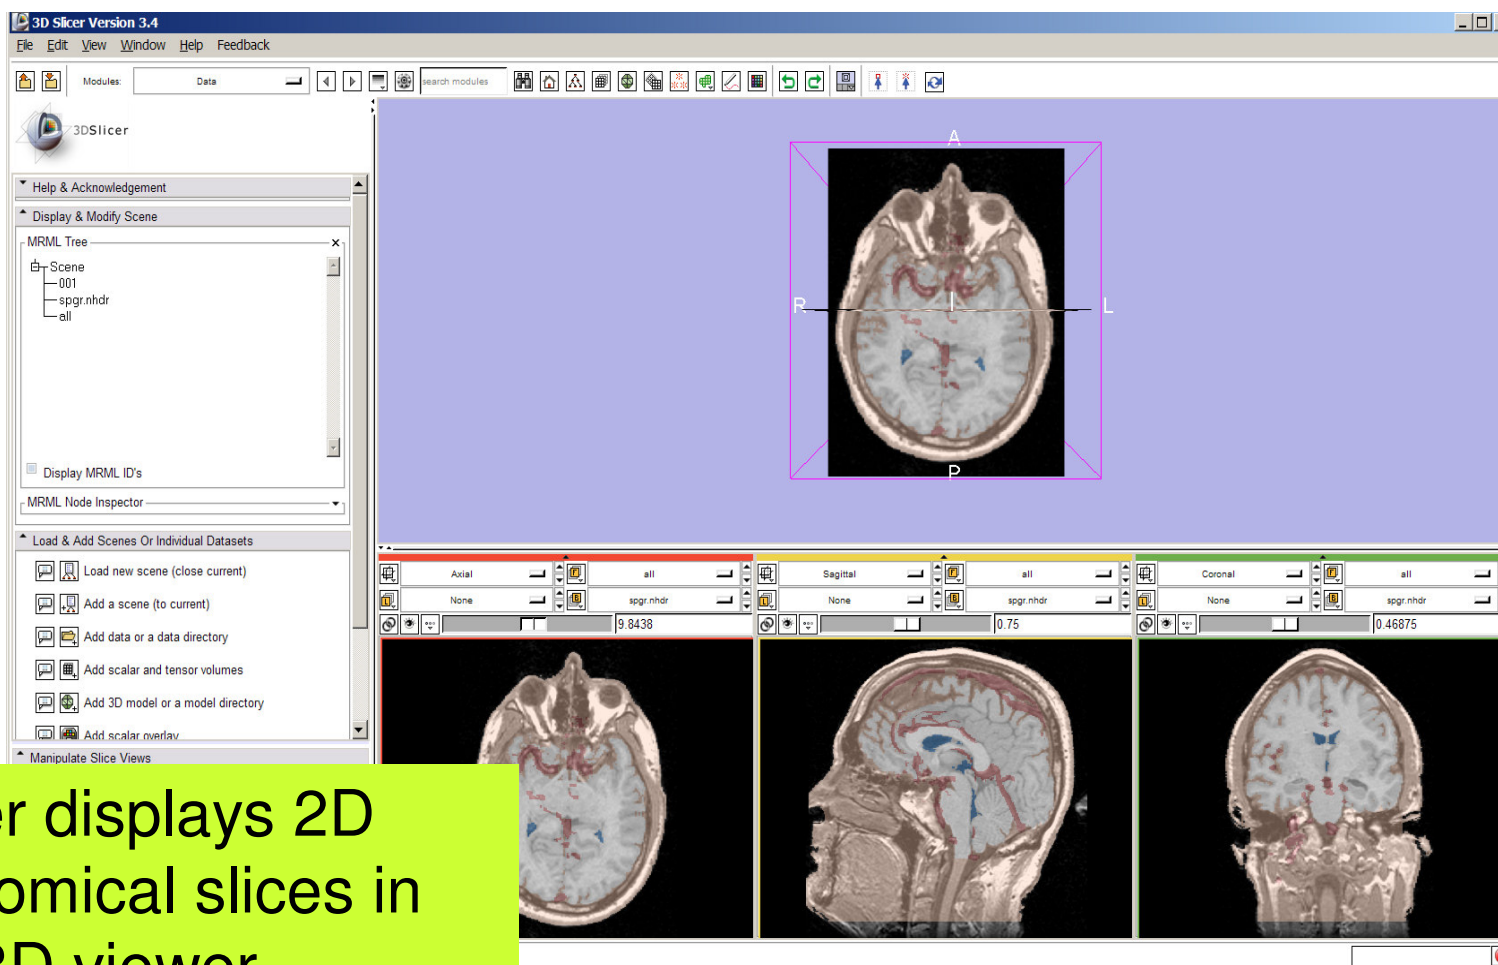 3D Slicer Version 3.4
File Edit View Window Help Feedback
Modules: Data search modules
3DSlicer
Help & Acknowledgement
Display & Modify Scene
MRML Tree
Scene
001
spgr.nhdr
all
Display MRML ID's
MRML Node Inspector
Load & Add Scenes Or Individual Datasets
Load new scene (close current)
Add a scene (to current)
Add data or a data directory
Add scalar and tensor volumes
Add 3D model or a model directory
Add scalar overlay
Manipulate Slice Views
A
R I L
P
Axial all
None spgr.nhdr
9.8438
Sagittal all
None spgr.nhdr
0.75
Coronal all
None spgr.nhdr
0.46875
er displays 2D
omical slices in
3D viewer